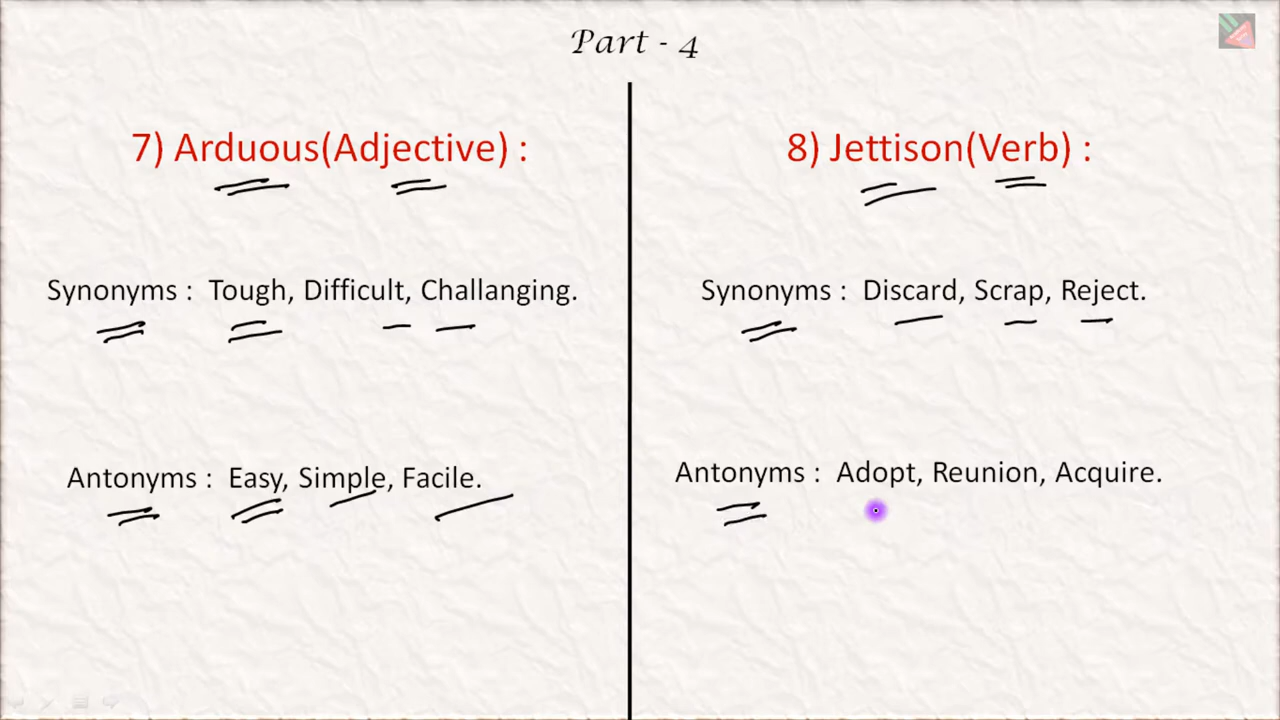 Part - 4
7) Arduous(Adjective) :
Synonyms : Tough, Difficult, Challanging.
Antonyms : Easy, Simple, Facile.
8) Jettison(Verb) :
Synonyms : Discard, Scrap, Reject.
Antonyms : Adopt, Reunion, Acquire.